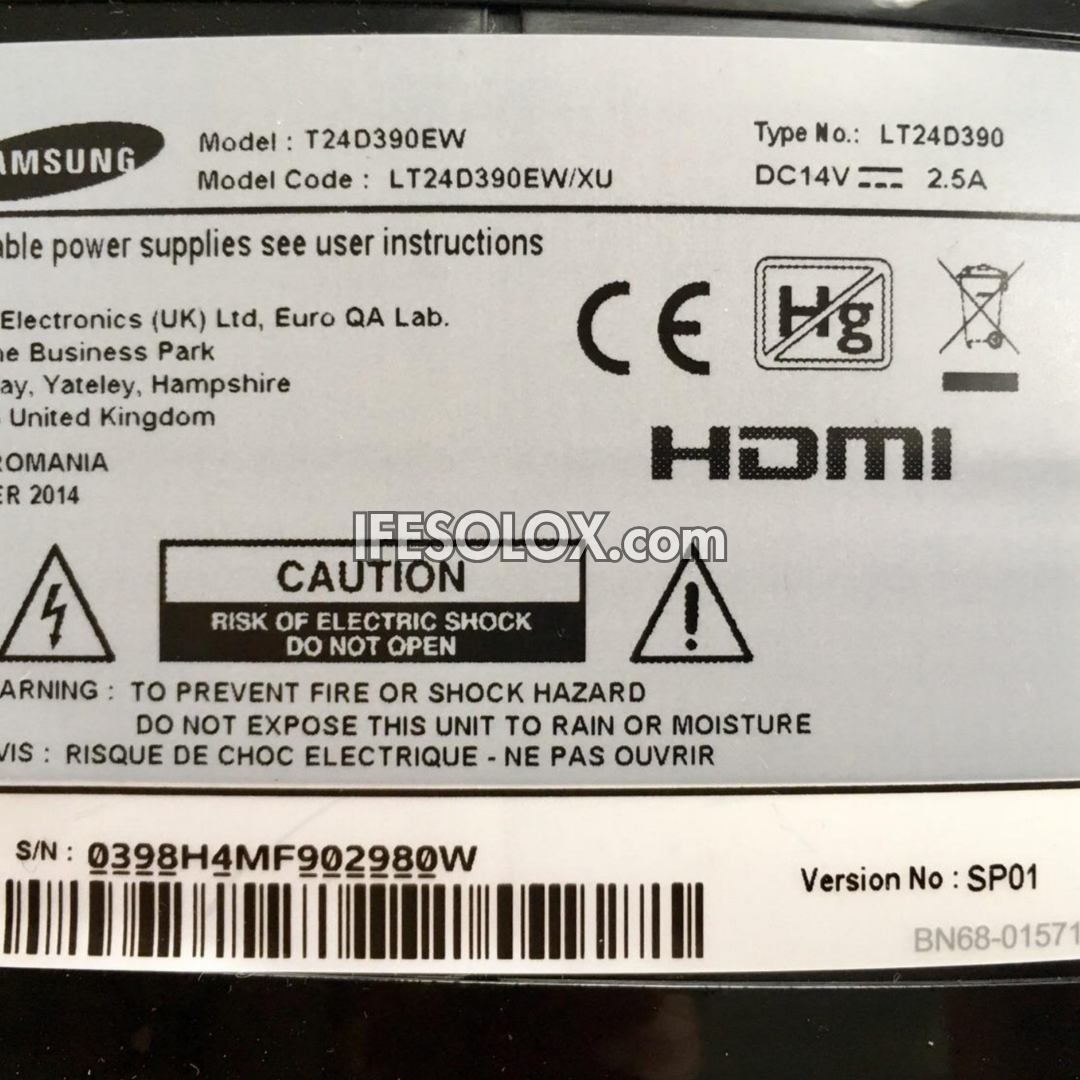 AMSUNG
Model : T24D390EW
Type No.: LT24D390
Model Code : LT24D390EW/XU
DC14V 2.5A
able power supplies see user instructions
Electronics (UK) Ltd, Euro QA Lab.
ne Business Park
ay, Yateley, Hampshire
United Kingdom
CE
Hg
HDMI
ROMANIA
ER 2014
IFESOLOX.com
CAUTION
RISK OF ELECTRIC SHOCK
DO NOT OPEN
ARNING : TO PREVENT FIRE OR SHOCK HAZARD
DO NOT EXPOSE THIS UNIT TO RAIN OR MOISTURE
VIS : RISQUE DE CHOC ELECTRIQUE - NE PAS OUVRIR
S/N : 0398H4MF902980W
Version No : SP01
BN68-01571